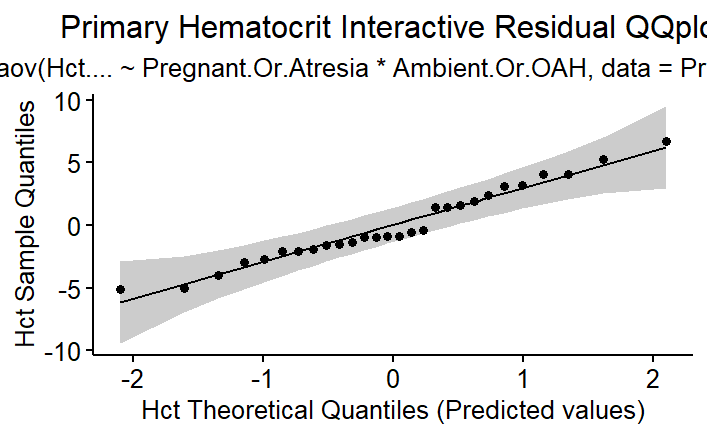 Primary Hematocrit Interactive Residual QQplo
aov(Hct.... ~ Pregnant.Or.Atresia * Ambient.Or.OAH, data = Pr
Hct Sample Quantiles
10
5
0
-5
-10
-2
-1
0
1
2
Hct Theoretical Quantiles (Predicted values)